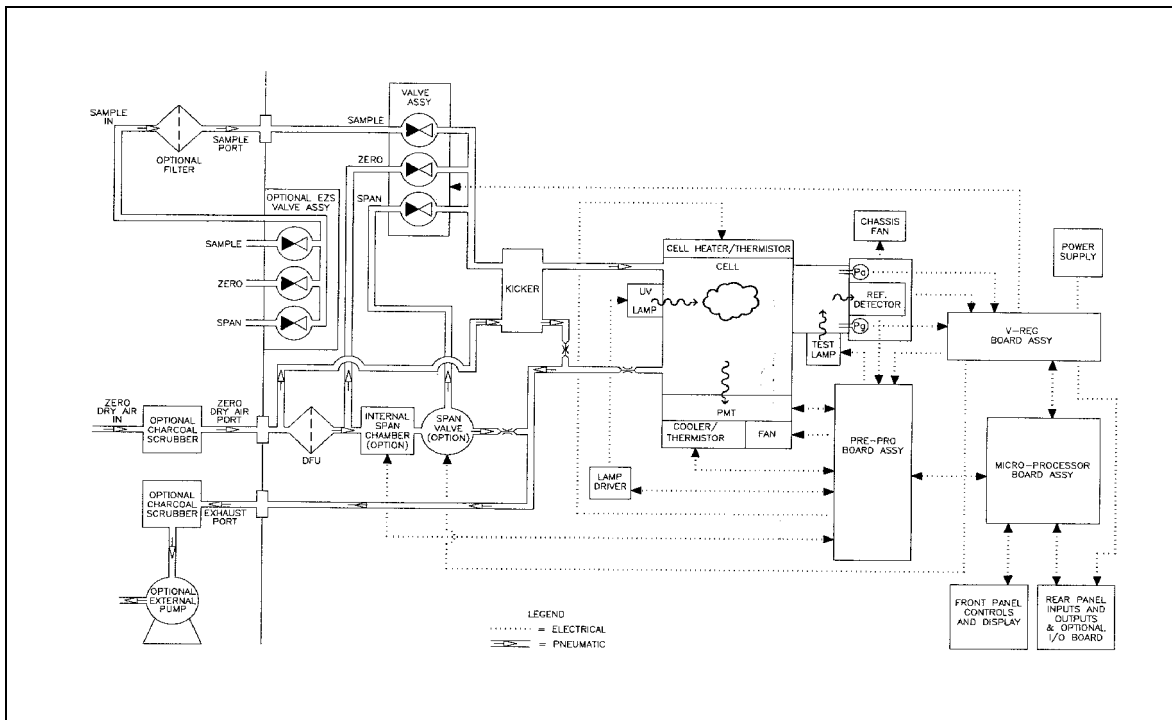 VALVE
ASSY
SAMPLE
IN
OPTIONAL
FILTER
SAMPLE
PORT
SAMPLE
ZERO
SPAN
OPTIONAL EZS
VALVE ASSY
SAMPLE
ZERO
SPAN
KICKER
CELL HEATER/THERMISTOR
CELL
UV
LAMP
CHASSIS
FAN
POWER
SUPPLY
REF.
DETECTOR
TEST
LAMP
V-REG
BOARD ASSY
ZERO
DRY AIR
IN
OPTIONAL
CHARCOAL
SCRUBBER
ZERO
DRY AIR
PORT
DFU
INTERNAL
SPAN
CHAMBER
(OPTION)
SPAN
VALVE
(OPTION)
PMT
COOLER/
THERMISTOR
FAN
PRE-PRO
BOARD ASSY
MICRO-PROCESSOR
BOARD ASSY
LAMP
DRIVER
OPTIONAL
CHARCOAL
SCRUBBER
EXHAUST
PORT
OPTIONAL
EXTERNAL
PUMP
FRONT PANEL
CONTROLS
AND DISPLAY
REAR PANEL
INPUTS AND
OUTPUTS
& OPTIONAL
I/O BOARD
LEGEND
= ELECTRICAL
= PNEUMATIC